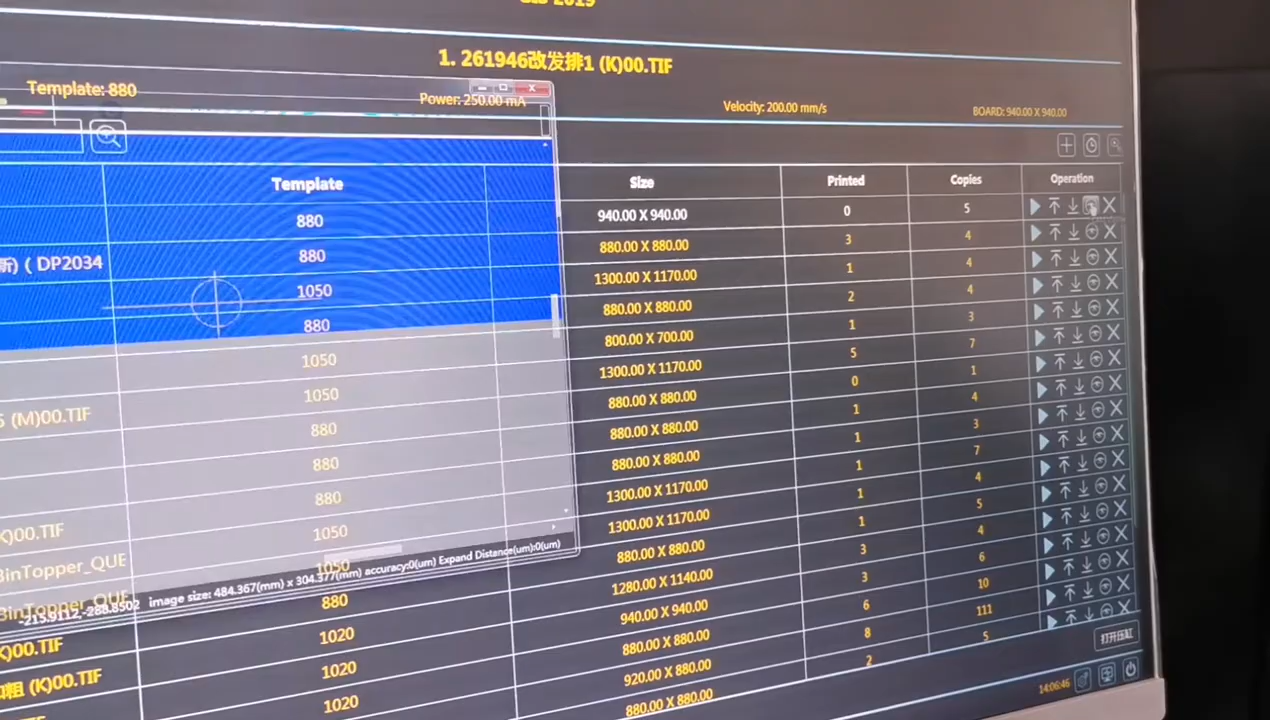 1. 261946改发排1 (K)00.TIF
Template: 880
Power: 250.00 mA
Velocity: 200.00 mm/s
BOARD: 940.00 X 940.00
Template Size Printed Copies Operation
880 940.00 X 940.00 0 5
DP2034 880 880.00 X 880.00 3 4
1050 1300.00 X 1170.00 1 4
880 880.00 X 880.00 2 4
1050 800.00 X 700.00 1 3
1050 1300.00 X 1170.00 5 7
(M)00.TIF 880 880.00 X 880.00 0 1
880 880.00 X 880.00 1 4
880 880.00 X 880.00 1 3
1050 1300.00 X 1170.00 1 7
K)00.TIF 1050 1300.00 X 1170.00 1 4
BinTopper_QUE 880 880.00 X 880.00 1 5
BinTopper_QUE 1020 1280.00 X 1140.00 3 4
K)00.TIF 1020 940.00 X 940.00 3 6
粗 (K)00.TIF 1020 880.00 X 880.00 6 10
920.00 X 880.00 8 111
880.00 X 880.00 2 5
-215.9112,-288.8502 image size: 484.367(mm) x 304.377(mm) accuracy:0(um) Expand Distance(um):0(um)
14:06:46